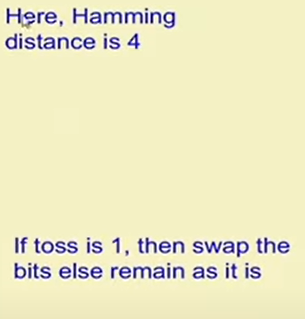 Here, Hamming
distance is 4
If toss is 1, then swap the
bits else remain as it is